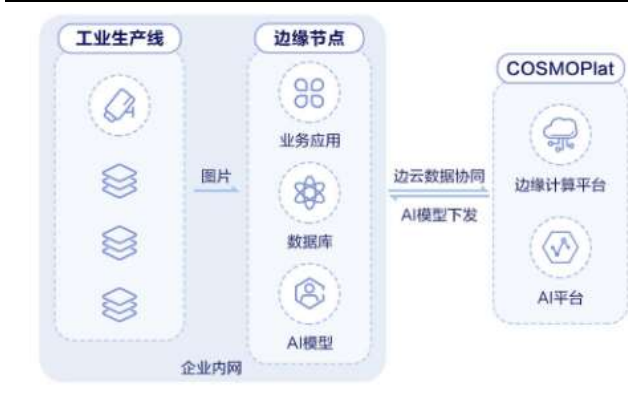 工业生产线
边缘节点
COSMOPlat
业务应用
图片
边云数据协同
边缘计算平台
AI模型下发
数据库
AI平台
AI模型
企业内网